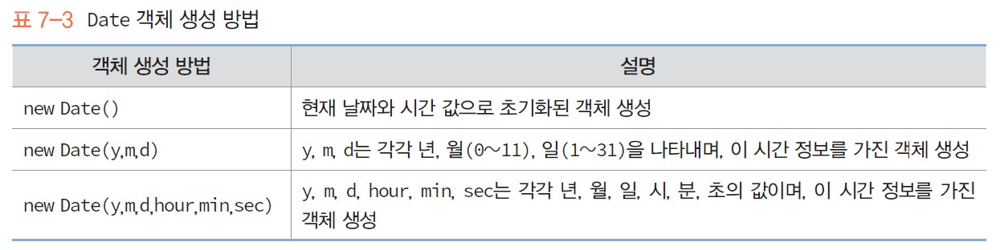 표 7-3 Date 객체 생성 방법
객체 생성 방법 설명
new Date() 현재 날짜와 시간 값으로 초기화된 객체 생성
new Date(y,m,d) y, m, d는 각각 년, 월(0~11), 일(1~31)을 나타내며, 이 시간 정보를 가진 객체 생성
new Date(y,m,d,hour,min,sec) y, m, d, hour, min, sec는 각각 년, 월, 일, 시, 분, 초의 값이며, 이 시간 정보를 가진
객체 생성